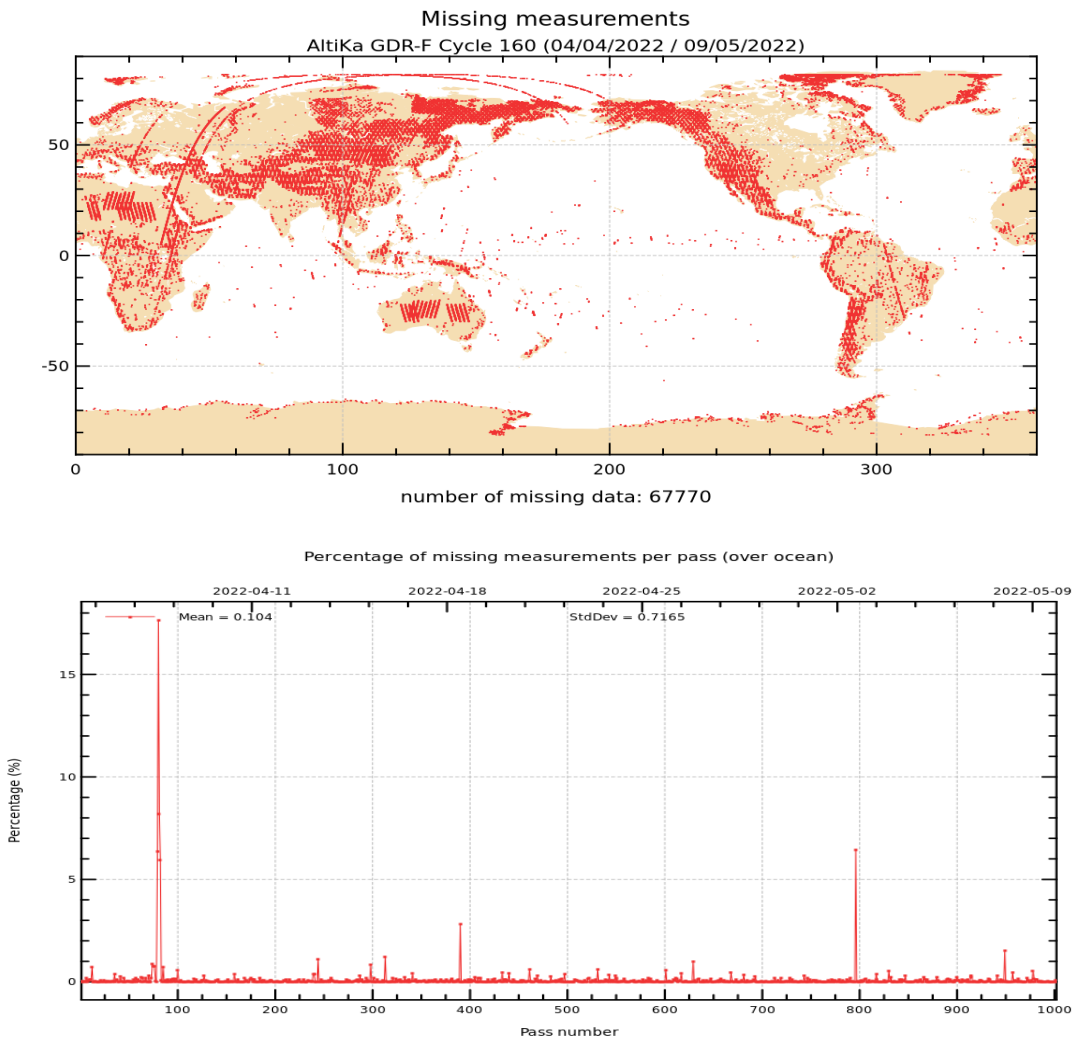 Missing measurements
AltiKa GDR-F Cycle 160 (04/04/2022 / 09/05/2022)
50
0
-50
0 100 200 300
number of missing data: 67770
Percentage of missing measurements per pass (over ocean)
2022-04-11 2022-04-18 2022-04-25 2022-05-02 2022-05-09
Mean = 0.104 StdDev = 0.7165
15
10
5
0
Percentage (%)
100 200 300 400 500 600 700 800 900 1000
Pass number